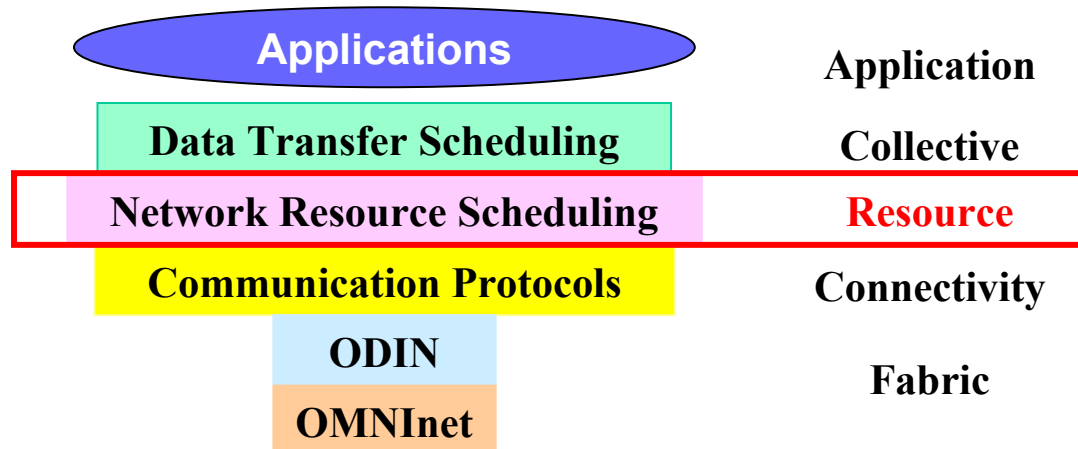 Applications
Application
Data Transfer Scheduling
Collective
Network Resource Scheduling
Resource
Communication Protocols
Connectivity
ODIN
Fabric
OMNInet